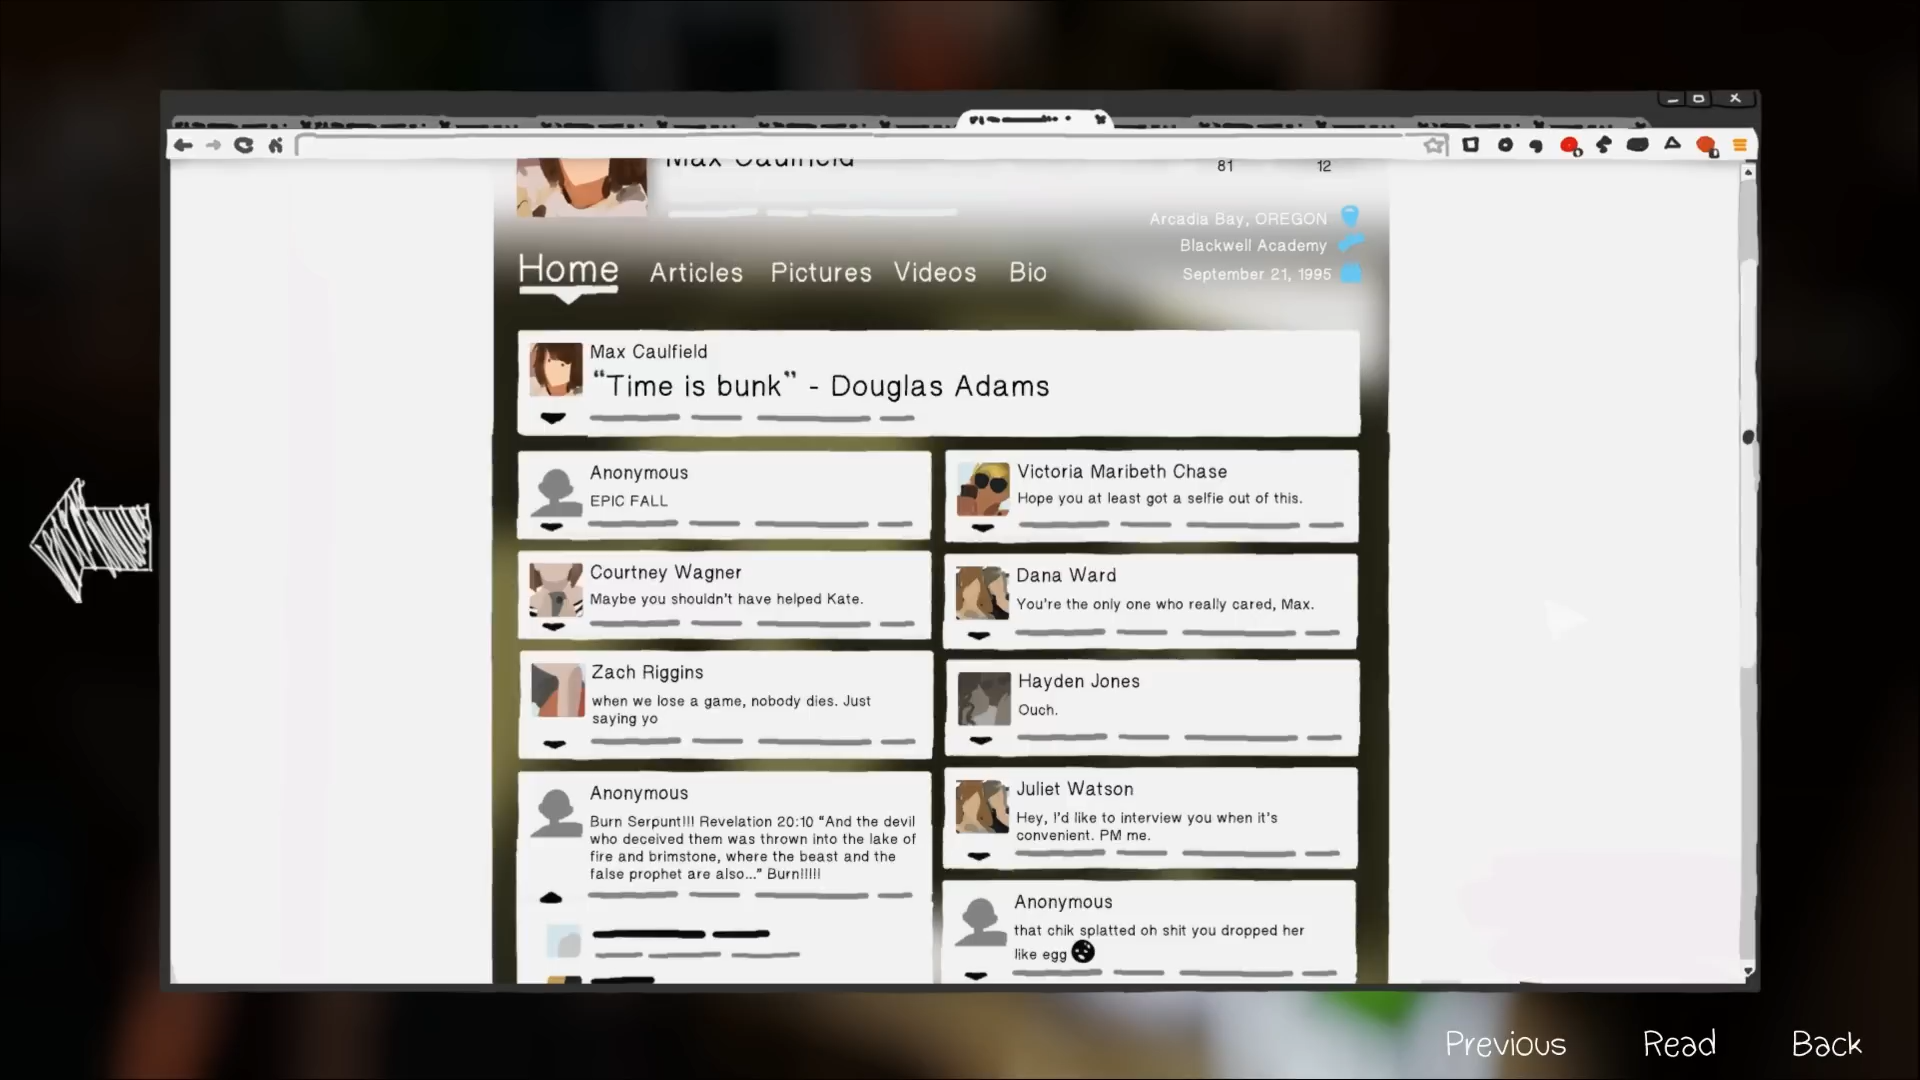 Max Caulfield
81 12
Arcadia Bay, OREGON
Blackwell Academy
September 21, 1995
Home Articles Pictures Videos Bio
Max Caulfield
“Time is bunk” - Douglas Adams
Anonymous
EPIC FALL
Courtney Wagner
Maybe you shouldn't have helped Kate.
Zach Riggins
when we lose a game, nobody dies. Just
saying yo
Anonymous
Burn Serpunt!!! Revelation 20:10 “And the devil
who deceived them was thrown into the lake of
fire and brimstone, where the beast and the
false prophet are also...” Burn!!!!!
Victoria Maribeth Chase
Hope you at least got a selfie out of this.
Dana Ward
You're the only one who really cared, Max.
Hayden Jones
Ouch.
Juliet Watson
Hey, I'd like to interview you when it's
convenient. PM me.
Anonymous
that chik splatted oh shit you dropped her
like egg
Previous Read Back